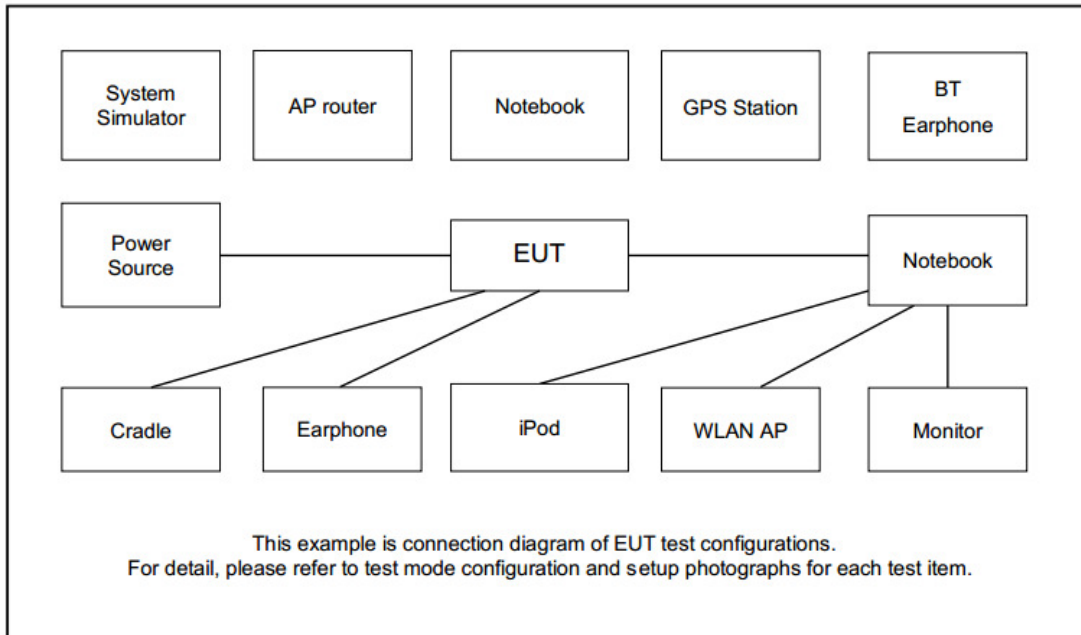 System
Simulator
AP router
Notebook
GPS Station
BT
Earphone
Power
Source
EUT
Notebook
Cradle
Earphone
iPod
WLAN AP
Monitor
This example is connection diagram of EUT test configurations.
For detail, please refer to test mode configuration and setup photographs for each test item.